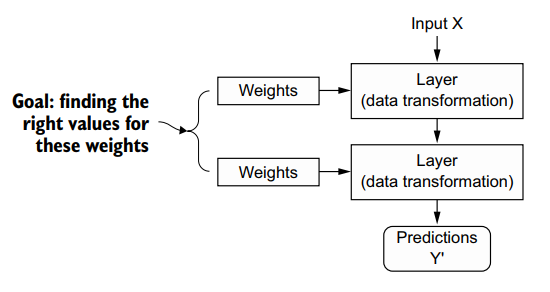 Input X
Layer
(data transformation)
Weights
Goal: finding the
right values for
these weights
Layer
(data transformation)
Weights
Predictions
Y'